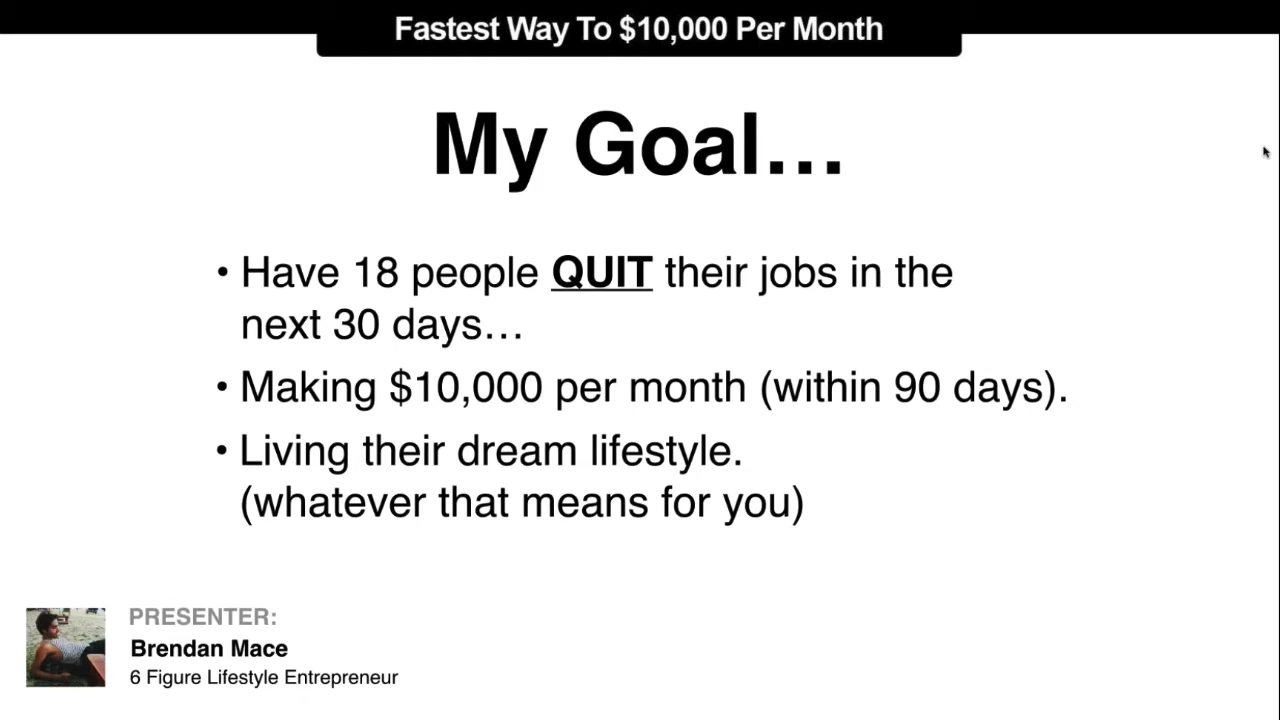 Fastest Way To $10,000 Per Month
My Goal…
• Have 18 people QUIT their jobs in the
next 30 days…
• Making $10,000 per month (within 90 days).
• Living their dream lifestyle.
(whatever that means for you)
PRESENTER:
Brendan Mace
6 Figure Lifestyle Entrepreneur